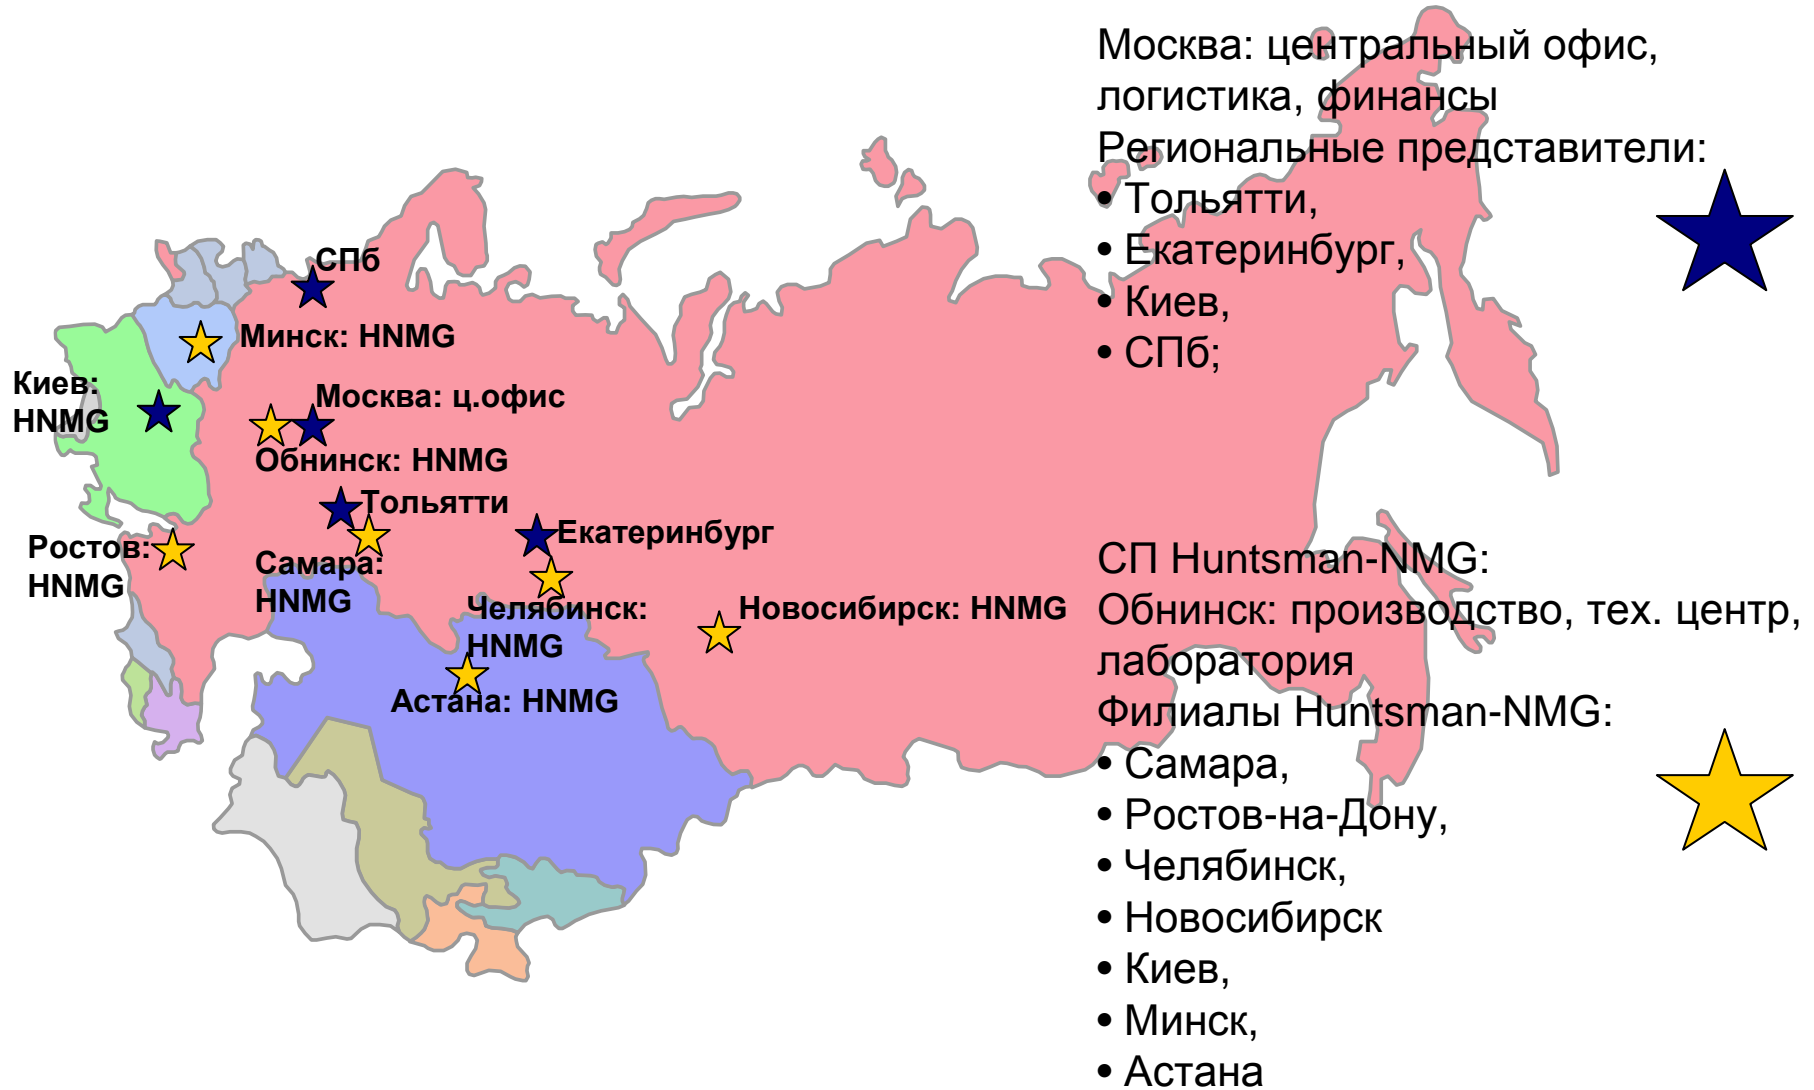 Москва: центральный офис,
логистика, финансы
Региональные представители:
• Тольятти,
• Екатеринбург,
• Киев,
• СПб;
СПб
Минск: HNMG
Киев:
HNMG
Москва: ц.офис
Обнинск: HNMG
Тольятти
Екатеринбург
Ростов:
HNMG
Самара:
HNMG
Челябинск:
HNMG
Новосибирск: HNMG
Астана: HNMG
СП Huntsman-NMG:
Обнинск: производство, тех. центр,
лаборатория
Филиалы Huntsman-NMG:
• Самара,
• Ростов-на-Дону,
• Челябинск,
• Новосибирск
• Киев,
• Минск,
• Астана